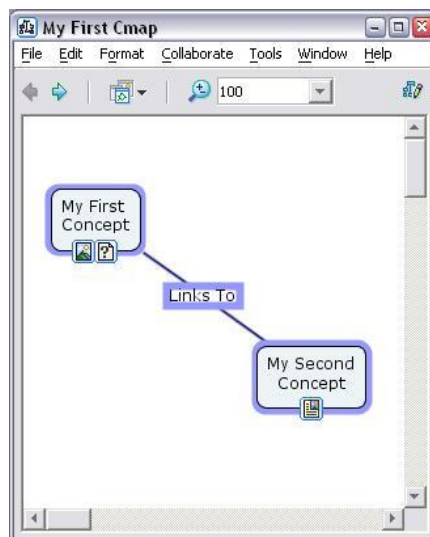 My First Cmap
File Edit Format Collaborate Tools Window Help
100
My First
Concept
Links To
My Second
Concept